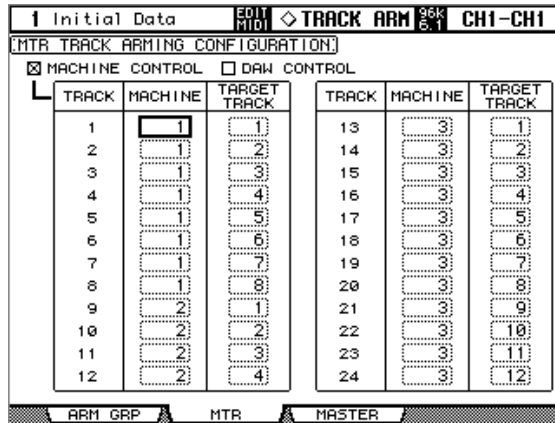 1 Initial Data EDIT MIDI ◇TRACK ARM 96k 6.1 CH1-CH1
MTR TRACK ARMING CONFIGURATION
☒ MACHINE CONTROL ☐ DAW CONTROL
TRACK MACHINE TARGET TRACK TRACK MACHINE TARGET TRACK
1 1 1 13 3 1
2 1 2 14 3 2
3 1 3 15 3 3
4 1 4 16 3 4
5 1 5 17 3 5
6 1 6 18 3 6
7 1 7 19 3 7
8 1 8 20 3 8
9 2 1 21 3 9
10 2 2 22 3 10
11 2 3 23 3 11
12 2 4 24 3 12
ARM GRP MTR MASTER